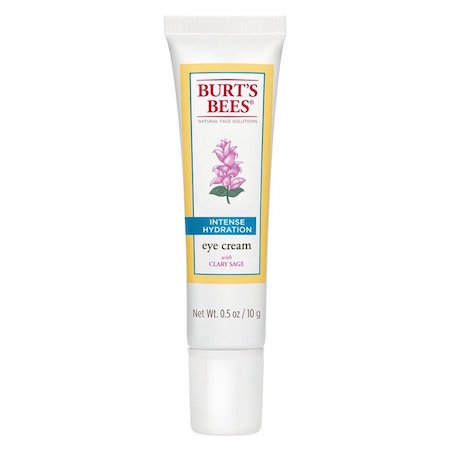 BURT'S
BEES®
NATURAL FACE SOLUTIONS
INTENSE
HYDRATION
eye cream
with
CLARY SAGE
Net Wt. 0.5 oz / 10 g